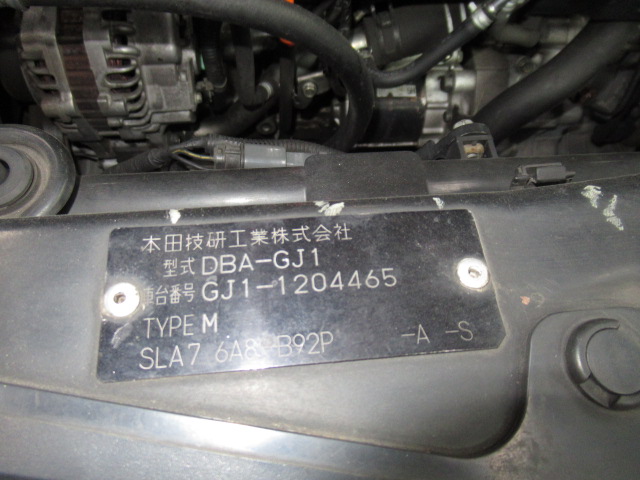 本田技研工業株式会社
型式 DBA-GJ1
車台番号 GJ1-1204465
TYPE M
SLA7 B92P -A -S